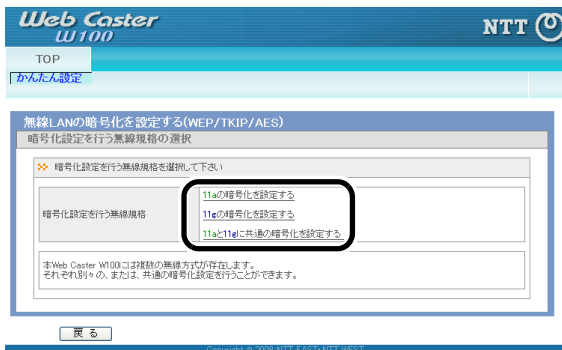 Web Caster
W100
NTT
TOP
かんたん設定
無線LANの暗号化を設定する(WEP/TKIP/AES)
暗号化設定を行う無線規格の選択
暗号化設定を行う無線規格を選択して下さい
11aの暗号化を設定する
暗号化設定を行う無線規格
11gの暗号化を設定する
11aと11gに共通の暗号化を設定する
本Web Caster W100には複数の無線方式が存在します。
それぞれ別々の、または、共通の暗号化設定を行うことができます。
戻る
Copyright © 2008 NTT EAST・NTT WEST